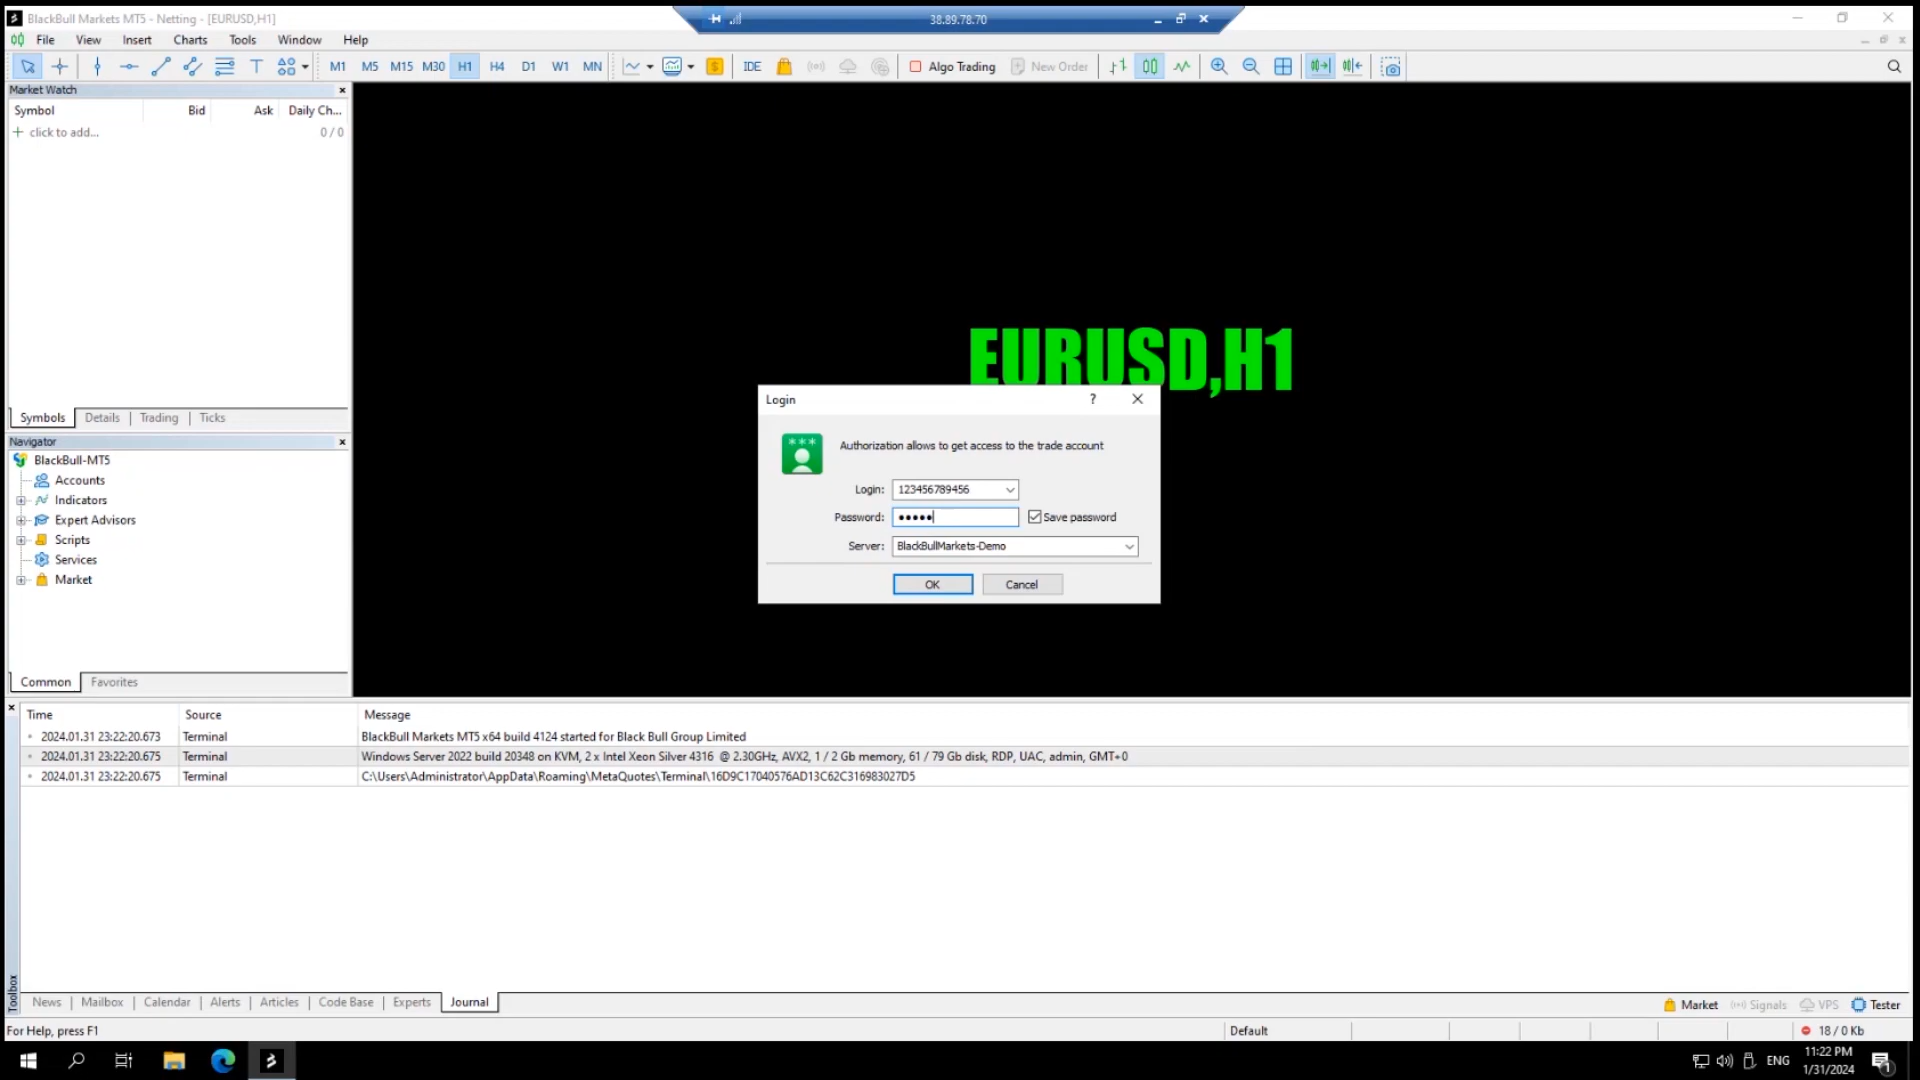 BlackBull Markets MT5 - Netting - [EURUSD,H1]
38.89.78.70
File View Insert Charts Tools Window Help
M1 M5 M15 M30 H1 H4 D1 W1 MN IDE Algo Trading New Order
Market Watch
Symbol Bid Ask Daily Ch...
click to add... 0 / 0
EURUSD,H1
Login ?
Authorization allows to get access to the trade account
Login: 123456789456
Password: ●●●●● Save password
Server: BlackBullMarkets-Demo
OK Cancel
Symbols | Details | Trading | Ticks
Navigator
BlackBull-MT5
Accounts
Indicators
Expert Advisors
Scripts
Services
Market
Common Favorites
Time Source Message
2024.01.31 23:22:20.673 Terminal BlackBull Markets MT5 x64 build 4124 started for Black Bull Group Limited
2024.01.31 23:22:20.675 Terminal Windows Server 2022 build 20348 on KVM, 2 x Intel Xeon Silver 4316 @ 2.30GHz, AVX2, 1 / 2 Gb memory, 61 / 79 Gb disk, RDP, UAC, admin, GMT+0
2024.01.31 23:22:20.675 Terminal C:\Users\Administrator\AppData\Roaming\MetaQuotes\Terminal\16D9C17040576AD13C62C316983027D5
Toolbox
News | Mailbox | Calendar | Alerts | Articles | Code Base | Experts | Journal
Market Signals VPS Tester
For Help, press F1 Default 18 / 0 Kb
ENG 11:22 PM
1/31/2024
1